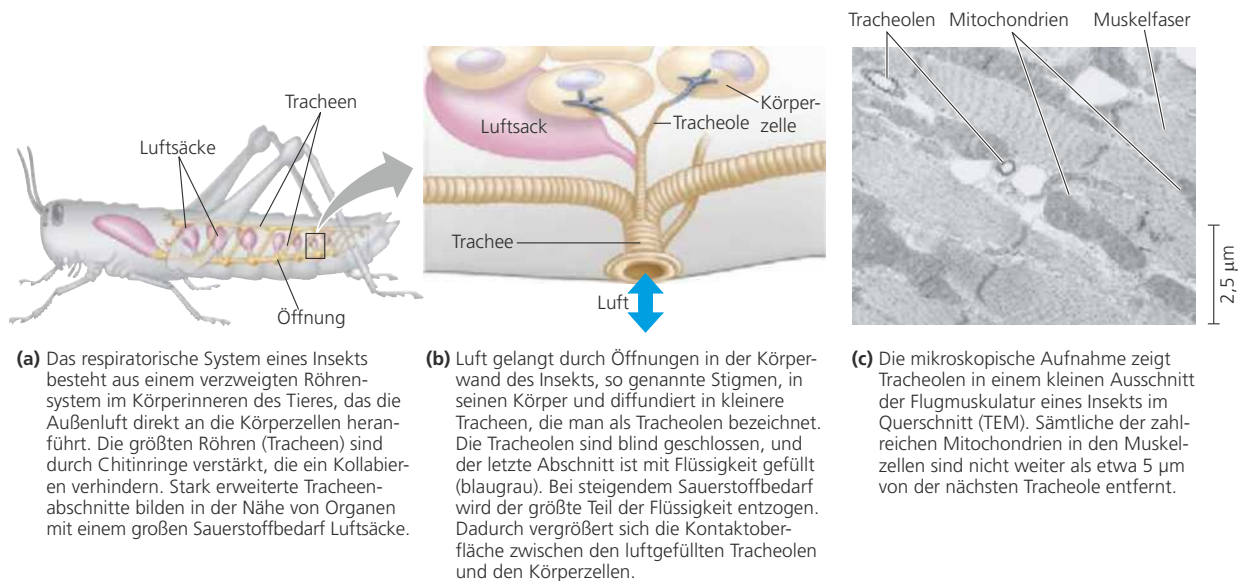 Tracheen
Luftsäcke
Öffnung
Luftsack
Körper-
zelle
Tracheole
Trachee
Luft
Tracheolen Mitochondrien Muskelfaser
2,5 µm
(a) Das respiratorische System eines Insekts
besteht aus einem verzweigten Röhren-
system im Körperinneren des Tieres, das die
Außenluft direkt an die Körperzellen heran-
führt. Die größten Röhren (Tracheen) sind
durch Chitinringe verstärkt, die ein Kollabier-
en verhindern. Stark erweiterte Tracheen-
abschnitte bilden in der Nähe von Organen
mit einem großen Sauerstoffbedarf Luftsäcke.
(b) Luft gelangt durch Öffnungen in der Körper-
wand des Insekts, so genannte Stigmen, in
seinen Körper und diffundiert in kleinere
Tracheen, die man als Tracheolen bezeichnet.
Die Tracheolen sind blind geschlossen, und
der letzte Abschnitt ist mit Flüssigkeit gefüllt
(blaugrau). Bei steigendem Sauerstoffbedarf
wird der größte Teil der Flüssigkeit entzogen.
Dadurch vergrößert sich die Kontaktober-
fläche zwischen den luftgefüllten Tracheolen
und den Körperzellen.
(c) Die mikroskopische Aufnahme zeigt
Tracheolen in einem kleinen Ausschnitt
der Flugmuskulatur eines Insekts im
Querschnitt (TEM). Sämtliche der zahl-
reichen Mitochondrien in den Muskel-
zellen sind nicht weiter als etwa 5 µm
von der nächsten Tracheole entfernt.